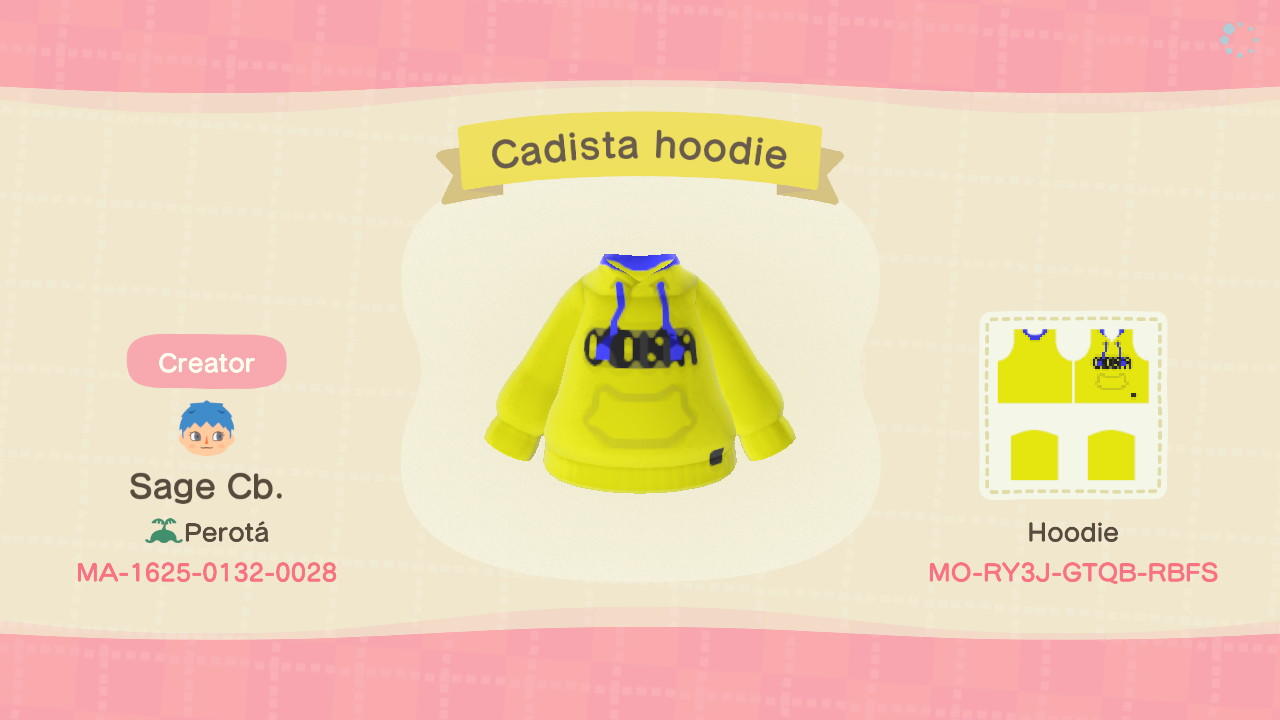 Cadista hoodie
Creator
Sage Cb.
Perotá
MA-1625-0132-0028
Hoodie
MO-RY3J-GTQB-RBFS